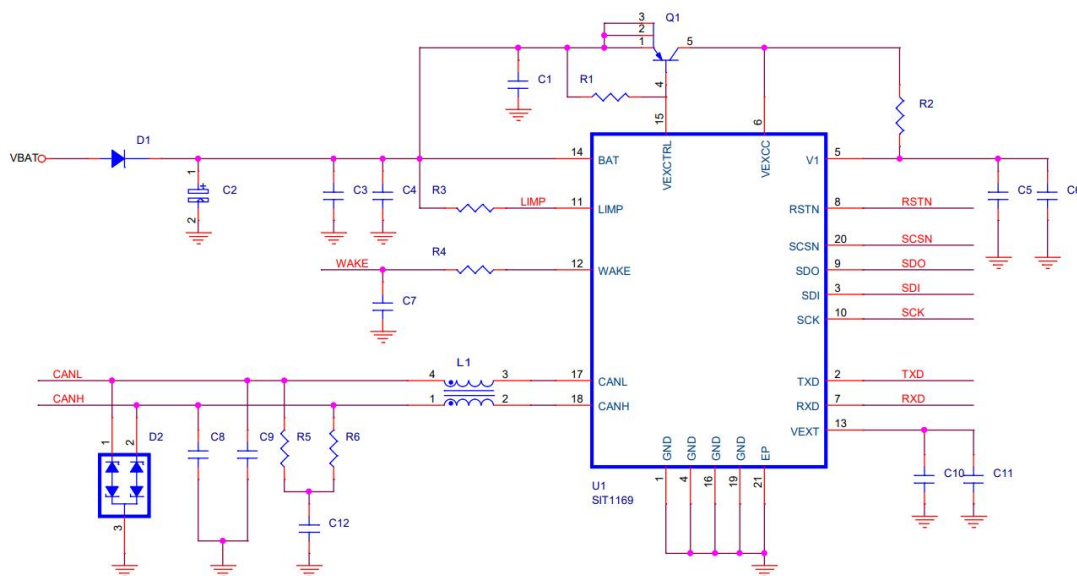 3
Q1
2
1
5
C1
R1
4
R2
15
6
D1
VEXCTRL
VEXCC
VBAT
14
BAT
V1
5
1
C2
C3
C4
R3
C5
C6
2
LIMP
11
LIMP
RSTN
8
RSTN
R4
SCSN
20
SCSN
WAKE
12
WAKE
SDO
9
SDO
C7
SDI
3
SDI
SCK
10
SCK
L1
CANL
4
3
17
CANL
TXD
2
TXD
CANH
1
2
18
CANH
RXD
7
RXD
VEXT
13
1
2
D2
C8
C9
R5
R6
GND
GND
GND
GND
EP
C10
C11
U1
SIT1169
1
4
16
19
21
3
C12